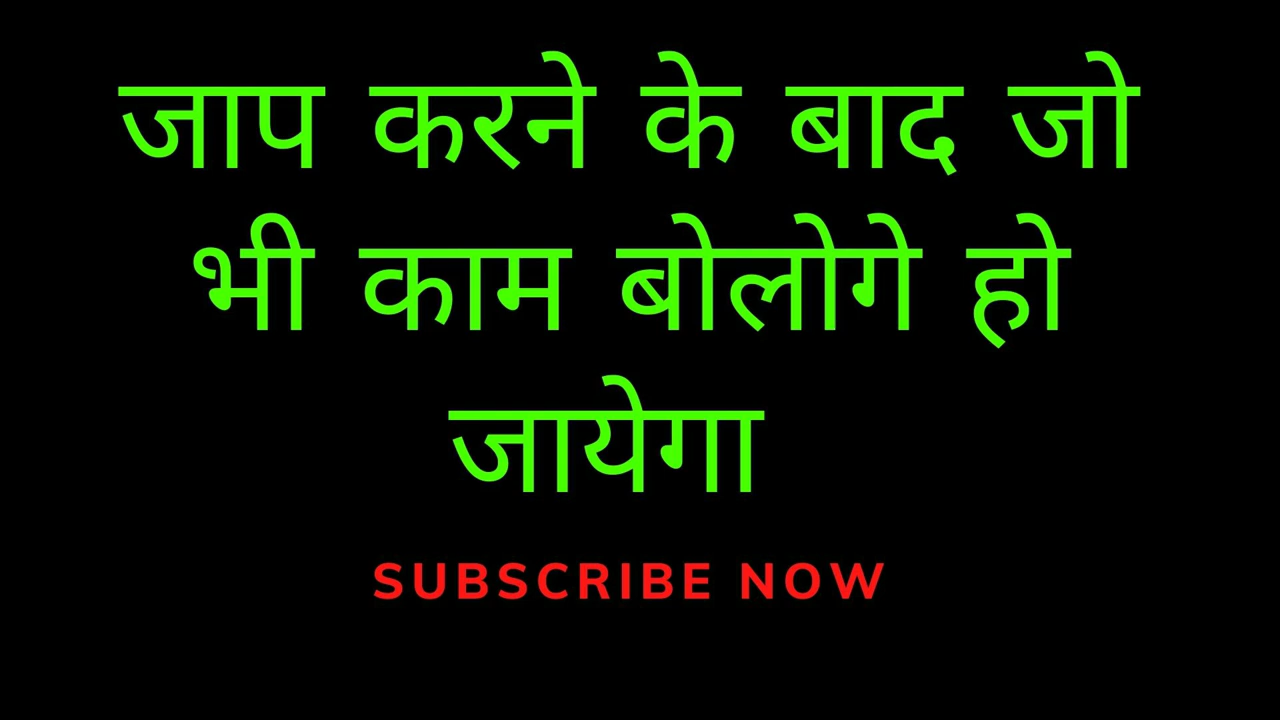 जाप करने के बाद जो
भी काम बोलोगे हो
जायेगा
SUBSCRIBE NOW